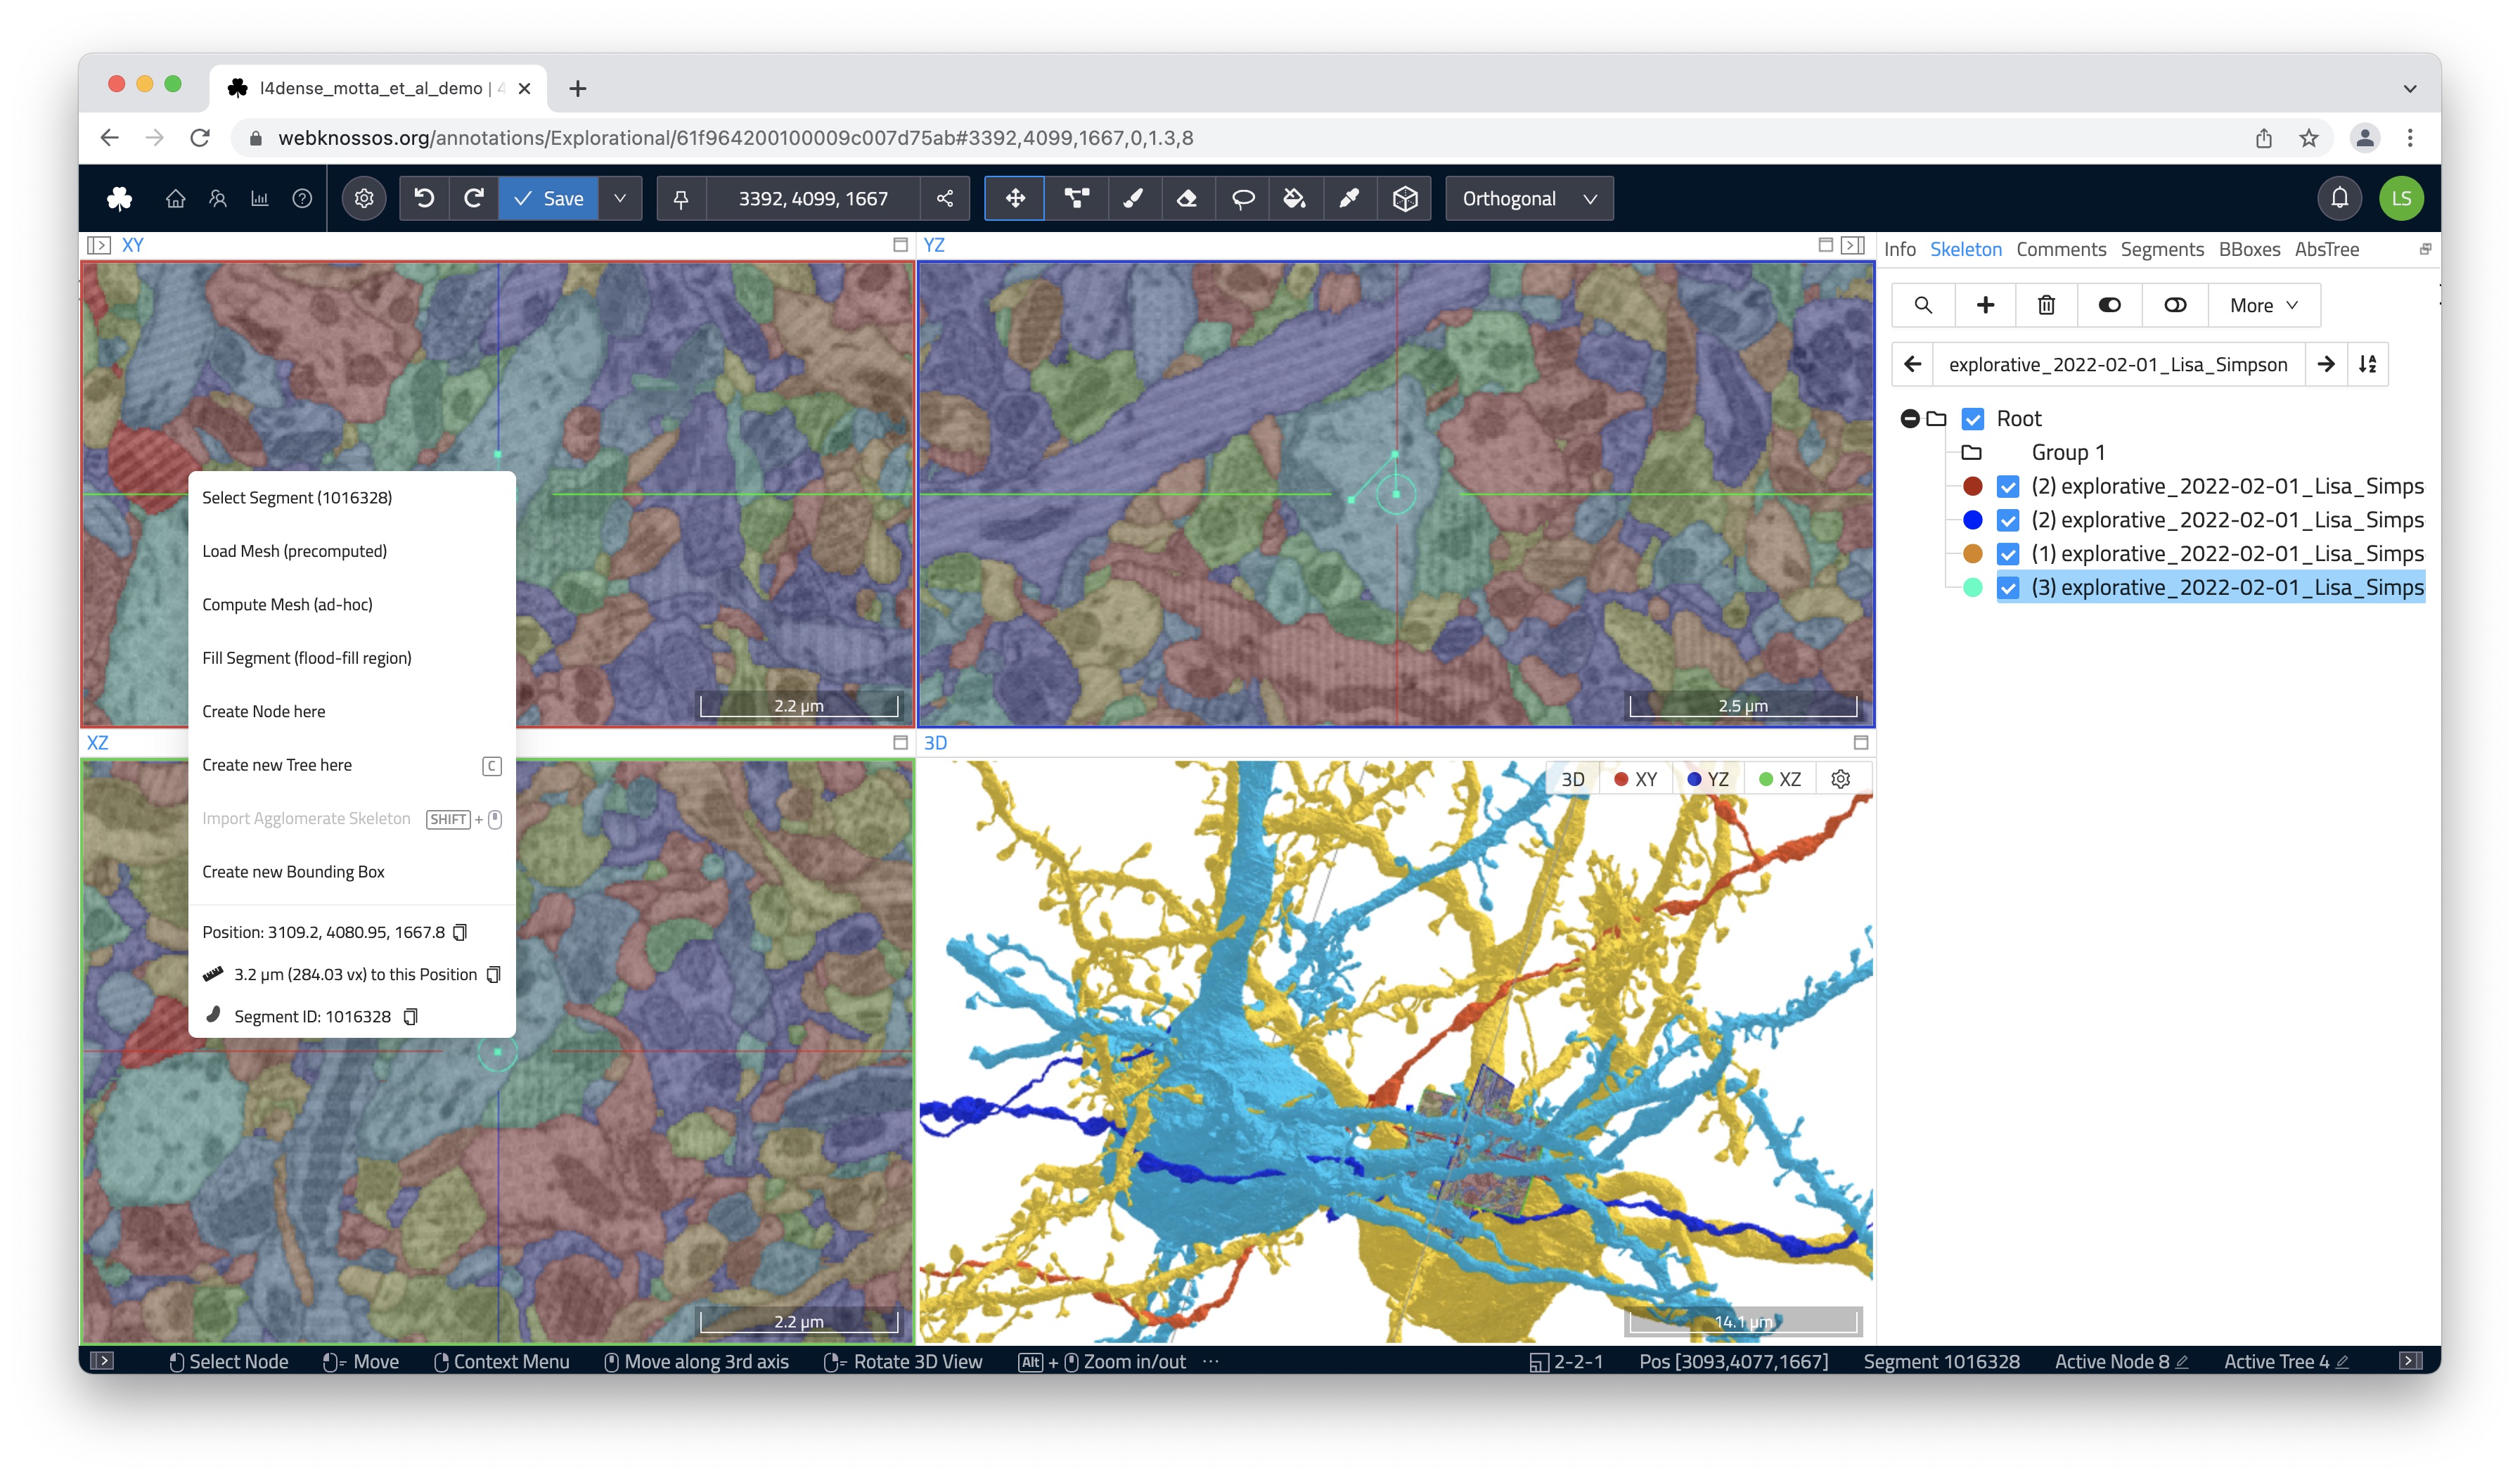 l4dense_motta_et_al_demo | 4
webknossos.org/annotations/Explorational/61f964200100009c007d75ab#3392,4099,1667,0,1.3,8
Save
3392, 4099, 1667
Orthogonal
LS
XY
YZ
Info Skeleton Comments Segments BBoxes AbsTree
More
explorative_2022-02-01_Lisa_Simpson
Root
Group 1
(2) explorative_2022-02-01_Lisa_Simps
(2) explorative_2022-02-01_Lisa_Simps
(1) explorative_2022-02-01_Lisa_Simps
(3) explorative_2022-02-01_Lisa_Simps
Select Segment (1016328)
Load Mesh (precomputed)
Compute Mesh (ad-hoc)
Fill Segment (flood-fill region)
Create Node here
Create new Tree here C
Import Agglomerate Skeleton SHIFT +
Create new Bounding Box
Position: 3109.2, 4080.95, 1667.8
3.2 µm (284.03 vx) to this Position
Segment ID: 1016328
2.2 µm
2.5 µm
XZ
3D
3D XY YZ XZ
2.2 µm
14.1 µm
Select Node Move Context Menu Move along 3rd axis Rotate 3D View Alt + Zoom in/out ···
2-2-1 Pos [3093,4077,1667] Segment 1016328 Active Node 8 Active Tree 4